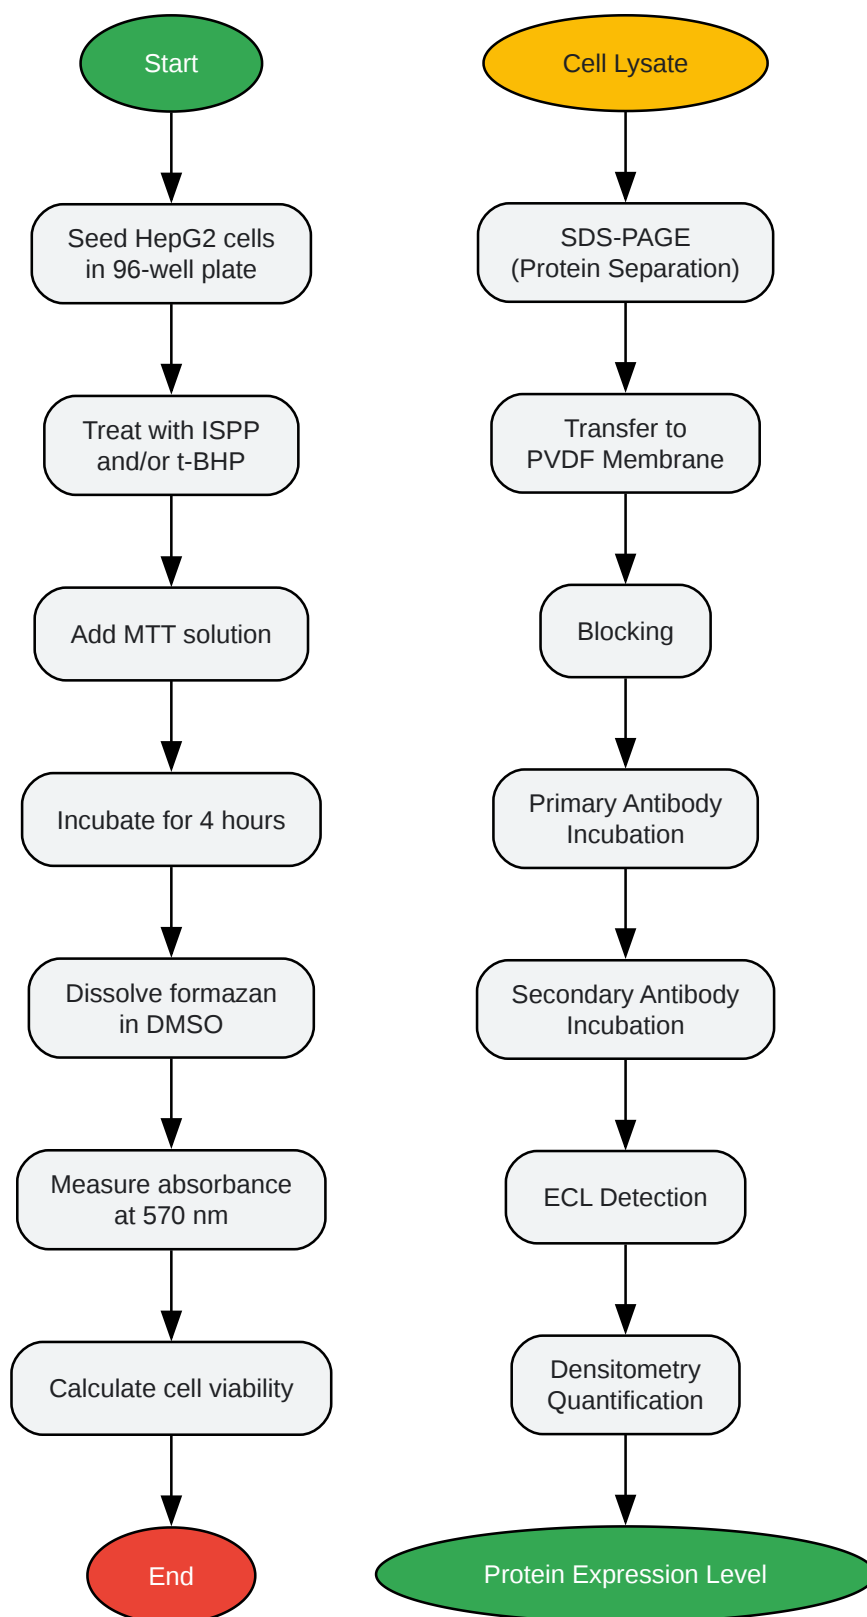 Start
Seed HepG2 cells
in 96-well plate
Treat with ISPP
and/or t-BHP
Add MTT solution
Incubate for 4 hours
Dissolve formazan
in DMSO
Measure absorbance
at 570 nm
Calculate cell viability
End
Cell Lysate
SDS-PAGE
(Protein Separation)
Transfer to
PVDF Membrane
Blocking
Primary Antibody
Incubation
Secondary Antibody
Incubation
ECL Detection
Densitometry
Quantification
Protein Expression Level